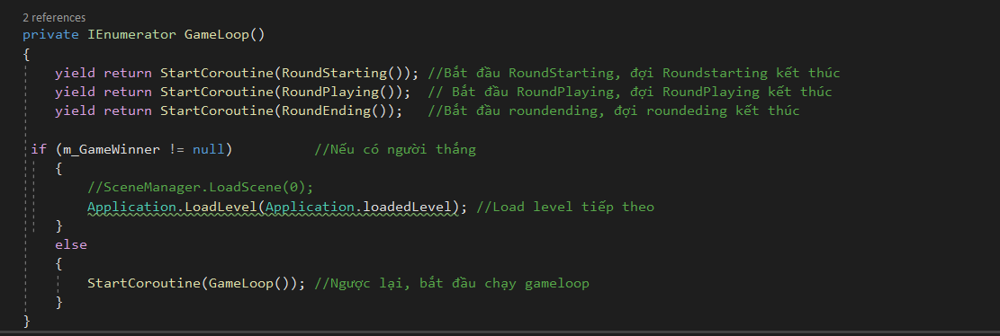 2 references
private IEnumerator GameLoop()
{
yield return StartCoroutine(RoundStarting()); //Bắt đầu RoundStarting, đợi Roundstarting kết thúc
yield return StartCoroutine(RoundPlaying()); // Bắt đầu RoundPlaying, đợi RoundPlaying kết thúc
yield return StartCoroutine(RoundEnding()); //Bắt đầu roundending, đợi roundeding kết thúc
if (m_GameWinner != null) //Nếu có người thắng
{
//SceneManager.LoadScene(0);
Application.LoadLevel(Application.loadedLevel); //Load level tiếp theo
}
else
{
StartCoroutine(GameLoop()); //Ngược lại, bắt đầu chạy gameloop
}
}